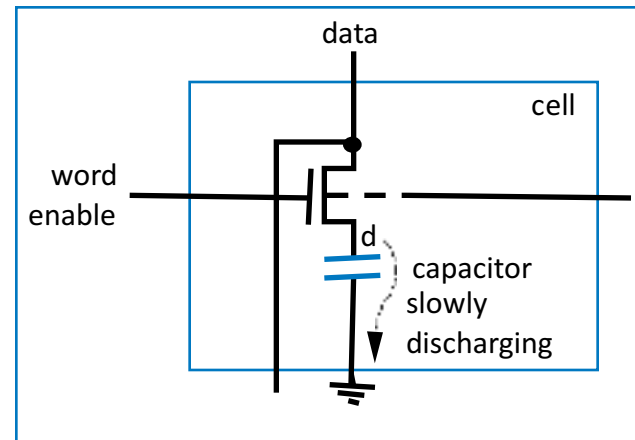 data
cell
word
enable
d
capacitor
slowly
discharging